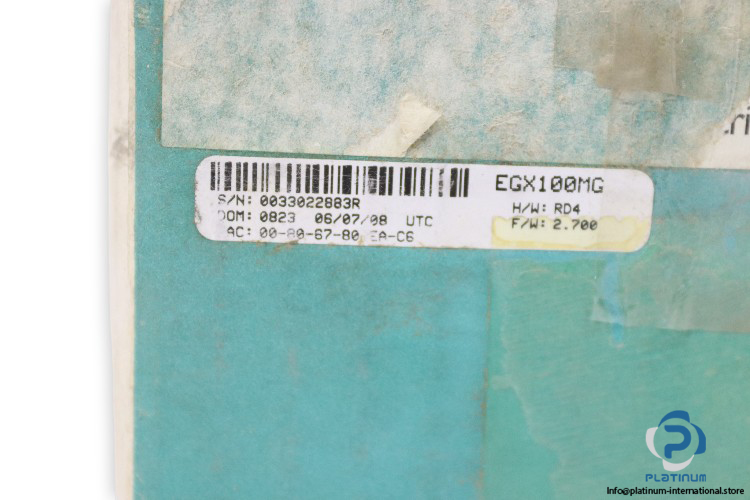 tri
EGX100MG
S/N: 0033022883R
H/W: RD4
DOM: 0823 06/07/08 UTC
F/W: 2.700
AC: 00-80-67-80 EA-C6
PLATINUM
Info@platinum-international.store